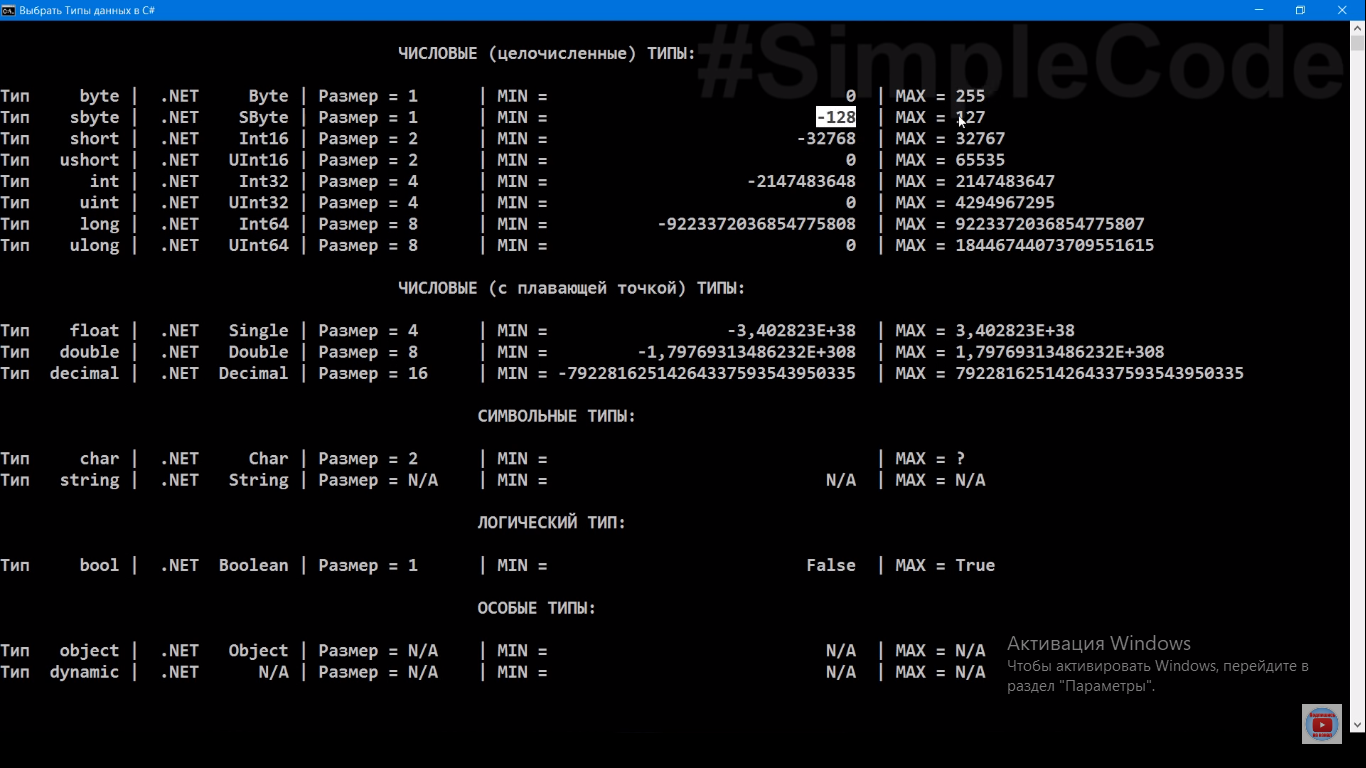 Выбрать Типы данных в C#
#SimpleCode
ЧИСЛОВЫЕ (целочисленные) ТИПЫ:
Тип byte | .NET Byte | Размер = 1 | MIN = 0 | MAX = 255
Тип sbyte | .NET SByte | Размер = 1 | MIN = -128 | MAX = 127
Тип short | .NET Int16 | Размер = 2 | MIN = -32768 | MAX = 32767
Тип ushort | .NET UInt16 | Размер = 2 | MIN = 0 | MAX = 65535
Тип int | .NET Int32 | Размер = 4 | MIN = -2147483648 | MAX = 2147483647
Тип uint | .NET UInt32 | Размер = 4 | MIN = 0 | MAX = 4294967295
Тип long | .NET Int64 | Размер = 8 | MIN = -9223372036854775808 | MAX = 9223372036854775807
Тип ulong | .NET UInt64 | Размер = 8 | MIN = 0 | MAX = 18446744073709551615
ЧИСЛОВЫЕ (с плавающей точкой) ТИПЫ:
Тип float | .NET Single | Размер = 4 | MIN = -3,402823E+38 | MAX = 3,402823E+38
Тип double | .NET Double | Размер = 8 | MIN = -1,79769313486232E+308 | MAX = 1,79769313486232E+308
Тип decimal | .NET Decimal | Размер = 16 | MIN = -79228162514264337593543950335 | MAX = 79228162514264337593543950335
СИМВОЛЬНЫЕ ТИПЫ:
Тип char | .NET Char | Размер = 2 | MIN = | MAX = ?
Тип string | .NET String | Размер = N/A | MIN = N/A | MAX = N/A
ЛОГИЧЕСКИЙ ТИП:
Тип bool | .NET Boolean | Размер = 1 | MIN = False | MAX = True
ОСОБЫЕ ТИПЫ:
Тип object | .NET Object | Размер = N/A | MIN = N/A | MAX = N/A
Тип dynamic | .NET N/A | Размер = N/A | MIN = N/A | MAX = N/A
Активация Windows
Чтобы активировать Windows, перейдите в
раздел "Параметры".